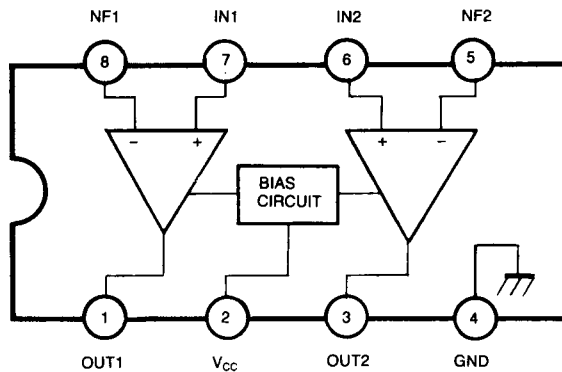 NF1 IN1 IN2 NF2
8 7 6 5
− + + −
BIAS
CIRCUIT
1 2 3 4
OUT1 VCC OUT2 GND